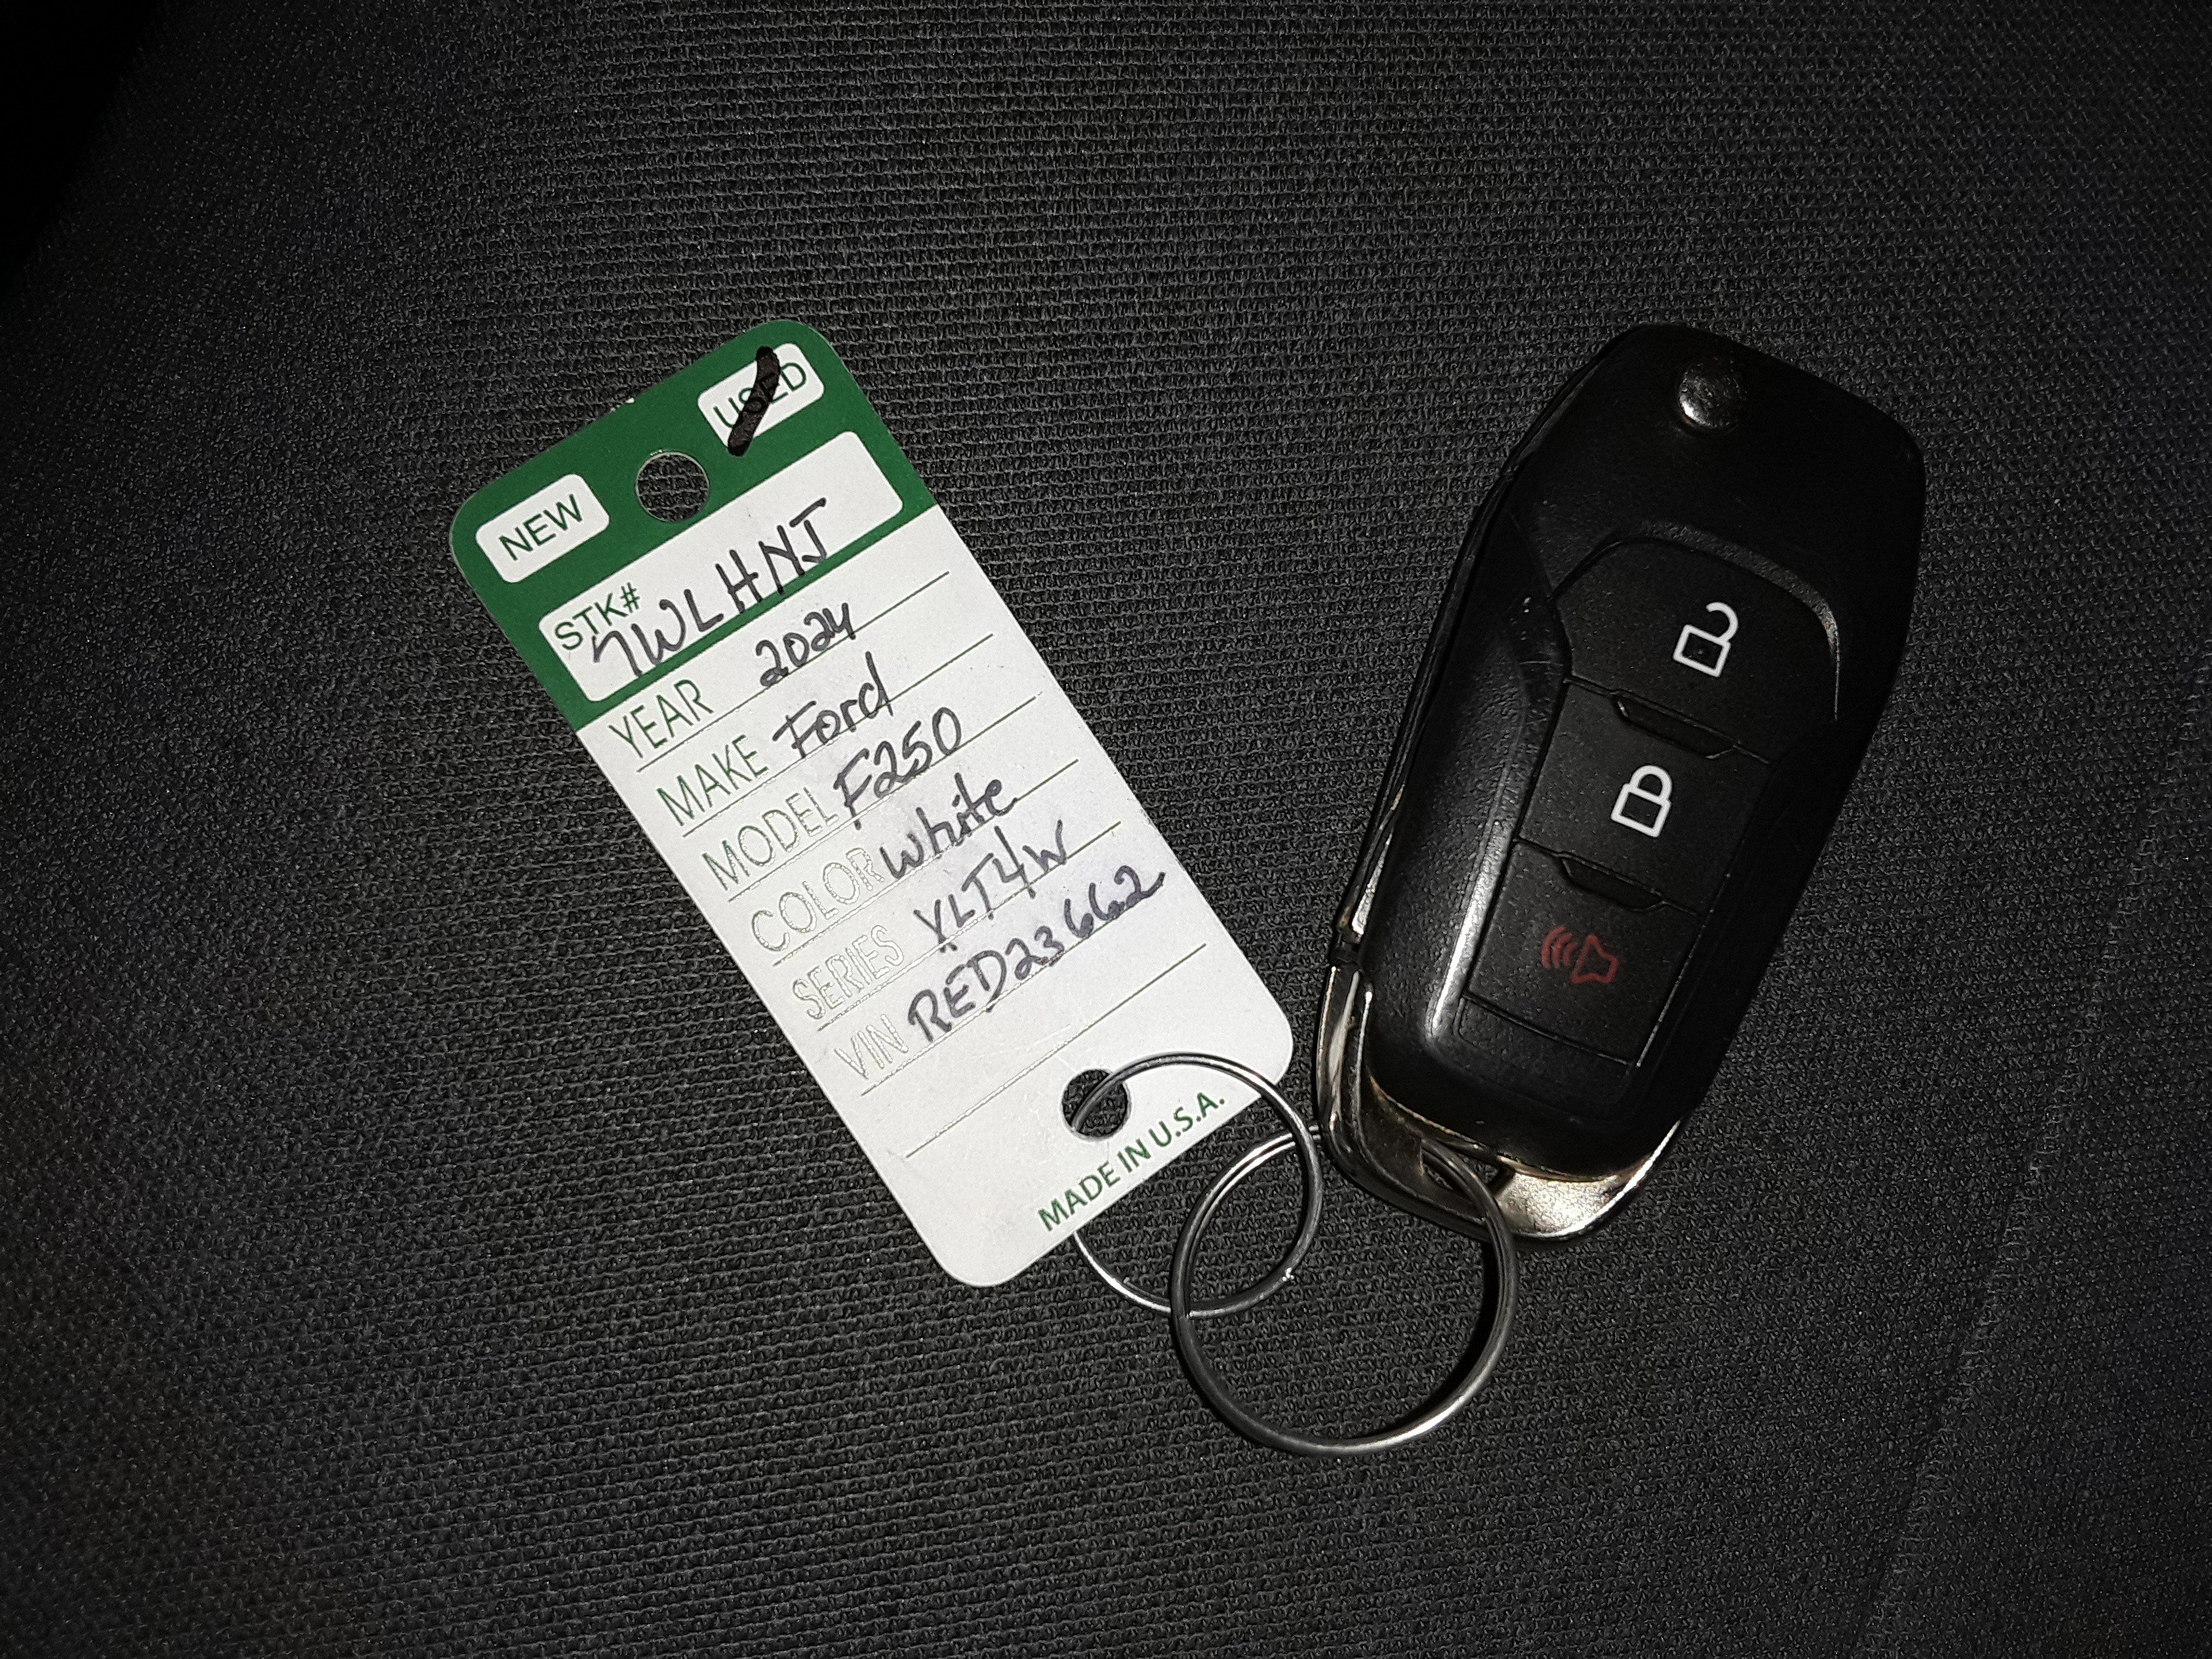 NEW USED
STK#
7WLHNJ
YEAR 2024
MAKE Ford
MODEL F250
COLOR White
SERIES XLT4W
VIN RED23662
MADE IN U.S.A.